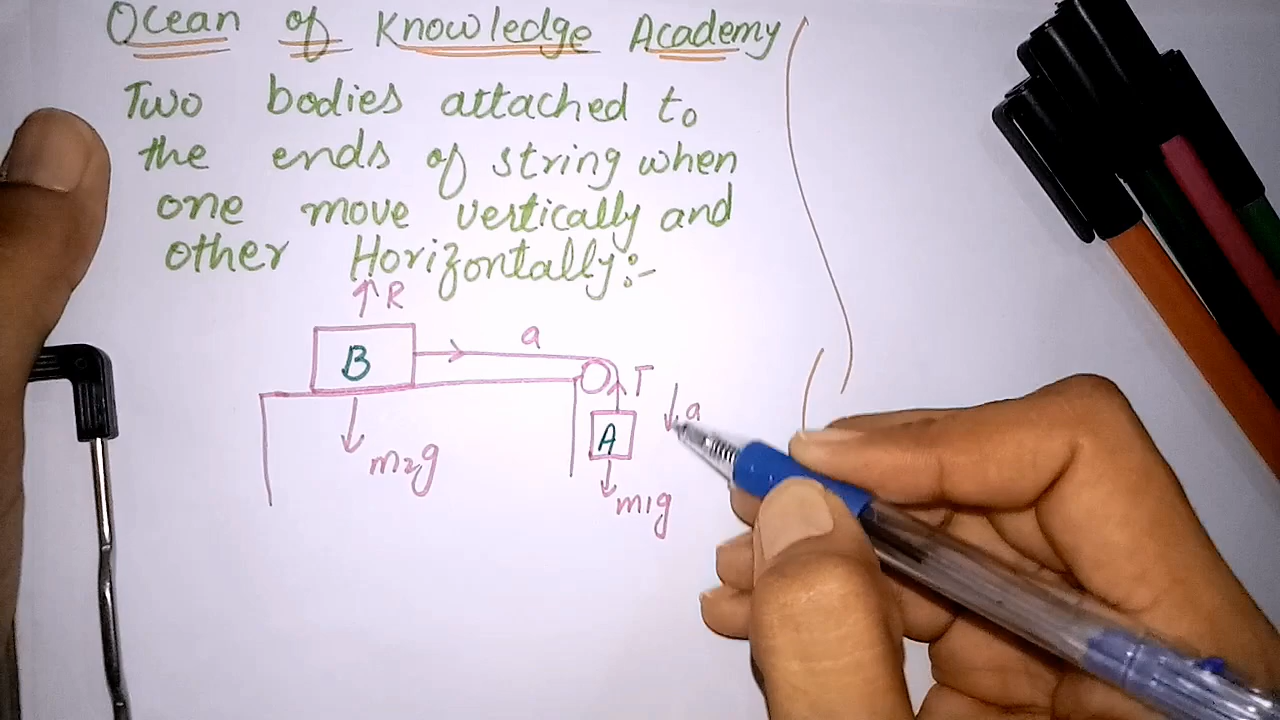 Ocean of Knowledge Academy
Two bodies attached to
the ends of string when
one move vertically and
other Horizontally:-
R
B
a
T
a
A
m2g
m1g